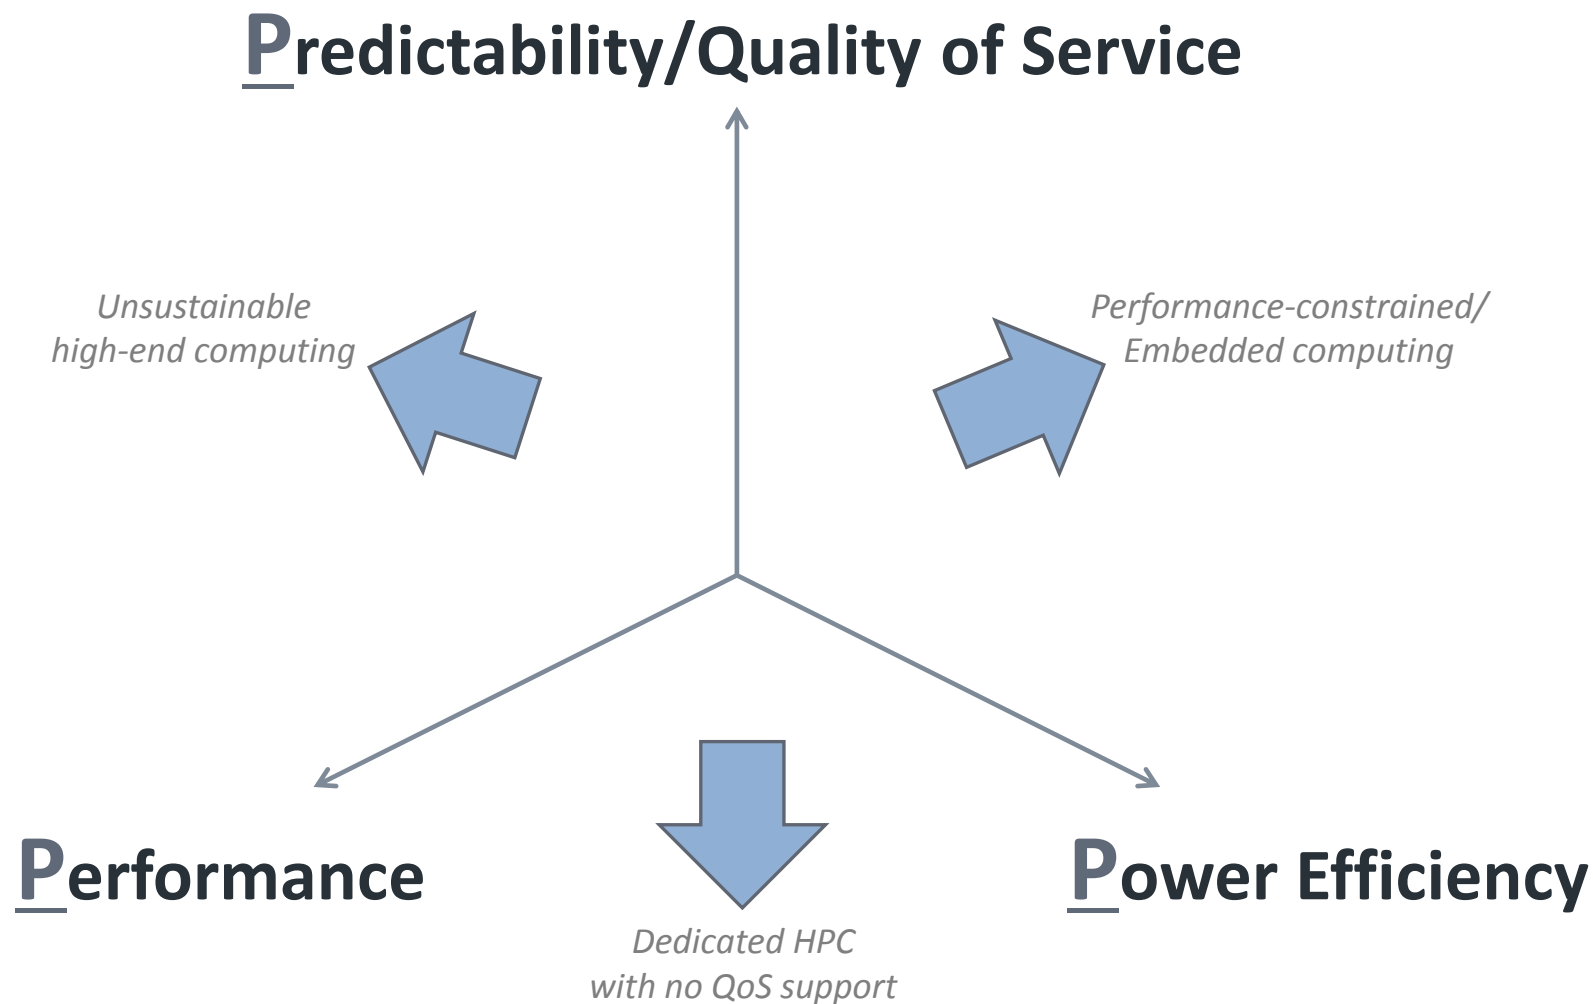 Predictability/Quality of Service
Unsustainable
high-end computing
Performance-constrained/
Embedded computing
Performance
Power Efficiency
Dedicated HPC
with no QoS support